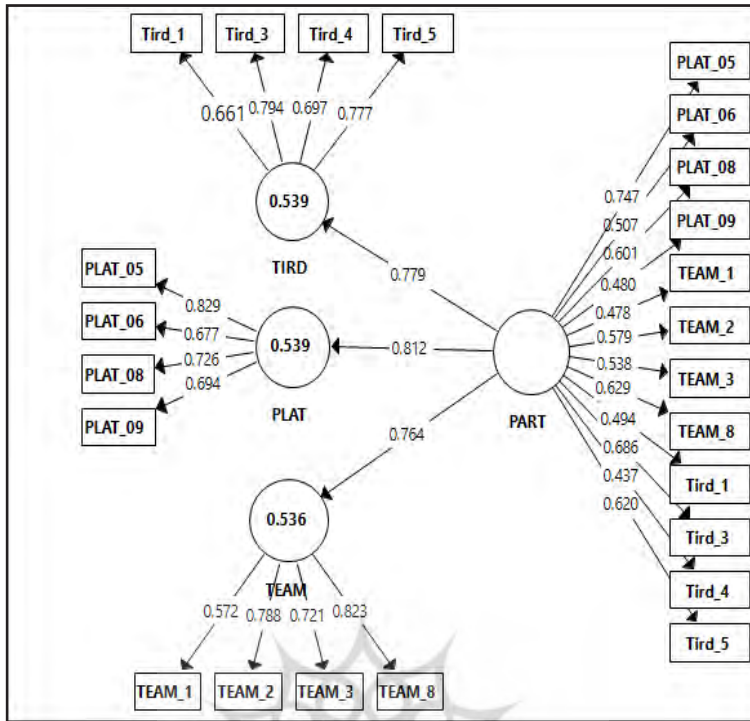 Tird_1 Tird_3 Tird_4 Tird_5
0.661 0.794 0.697 0.777
0.539
TIRD
PLAT_05
PLAT_06
PLAT_08
PLAT_09
0.829
0.677
0.726
0.694
0.539
PLAT
0.779
0.812
0.764
PART
0.536
TEAM
0.572 0.788 0.721 0.823
TEAM_1 TEAM_2 TEAM_3 TEAM_8
0.747
0.507
0.601
0.480
0.478
0.579
0.538
0.629
0.494
0.686
0.437
0.620
PLAT_05
PLAT_06
PLAT_08
PLAT_09
TEAM_1
TEAM_2
TEAM_3
TEAM_8
Tird_1
Tird_3
Tird_4
Tird_5